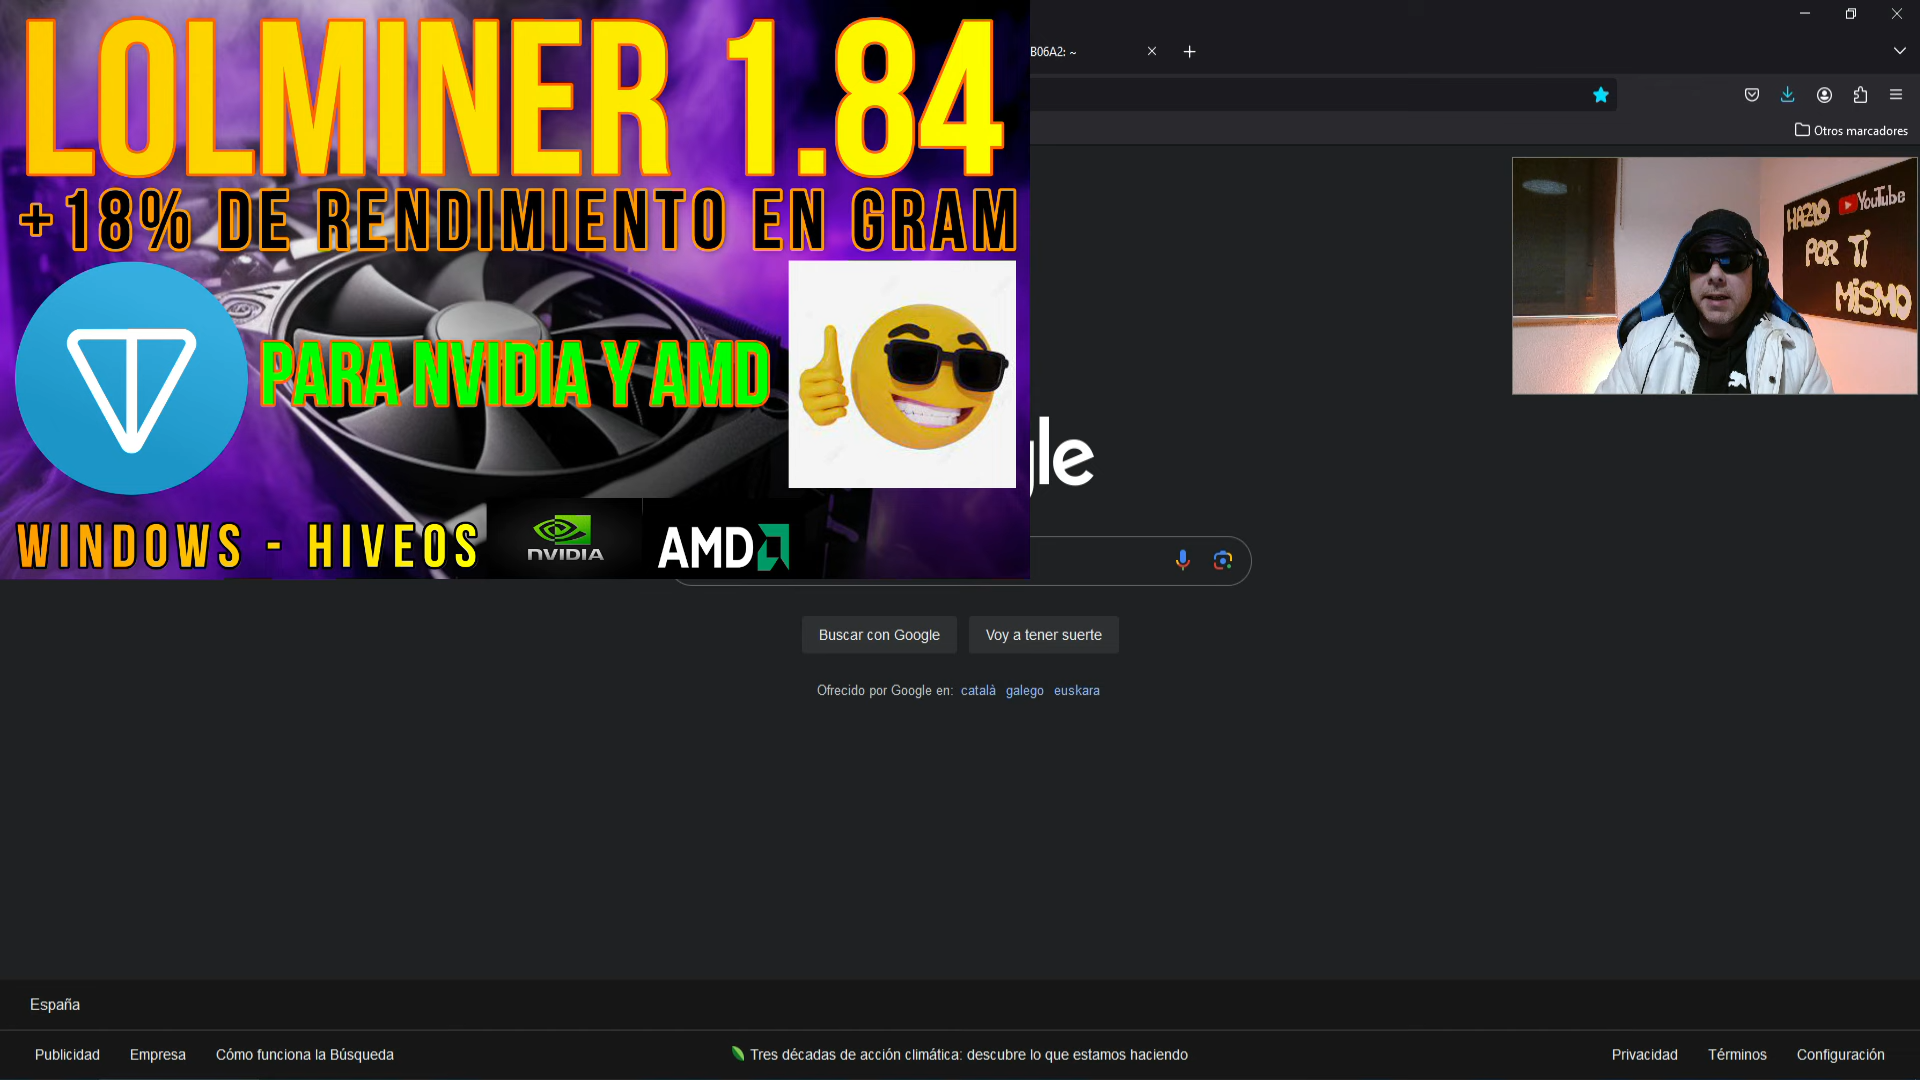 LOLMINER 1.84
+18% DE RENDIMIENTO EN GRAM
PARA NVIDIA Y AMD
WINDOWS - HIVEOS
NVIDIA
AMD
B06A2: ~
Otros marcadores
HAZLO
YouTube
POR TI
MISMO
gle
Buscar con Google
Voy a tener suerte
Ofrecido por Google en: català galego euskara
España
Publicidad
Empresa
Cómo funciona la Búsqueda
Tres décadas de acción climática: descubre lo que estamos haciendo
Privacidad
Términos
Configuración